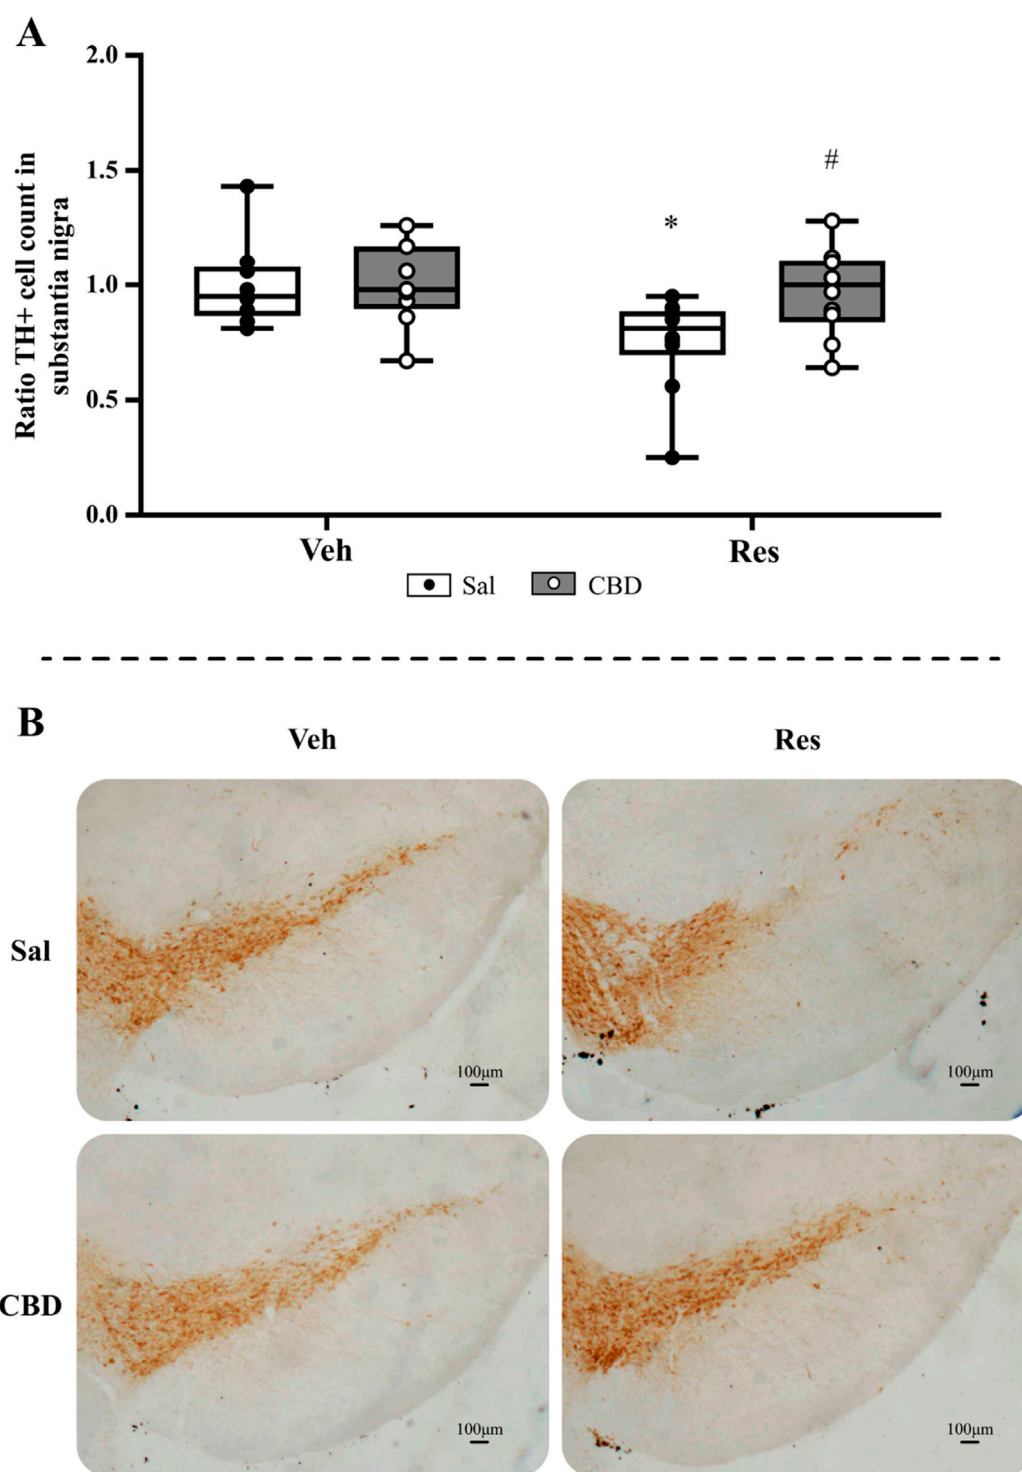 A
Ratio TH+ cell count in
substantia nigra
2.0
1.5
1.0
0.5
0.0
*
#
Veh
Res
Sal
CBD
B
Veh
Res
Sal
100μm
100μm
CBD
100μm
100μm